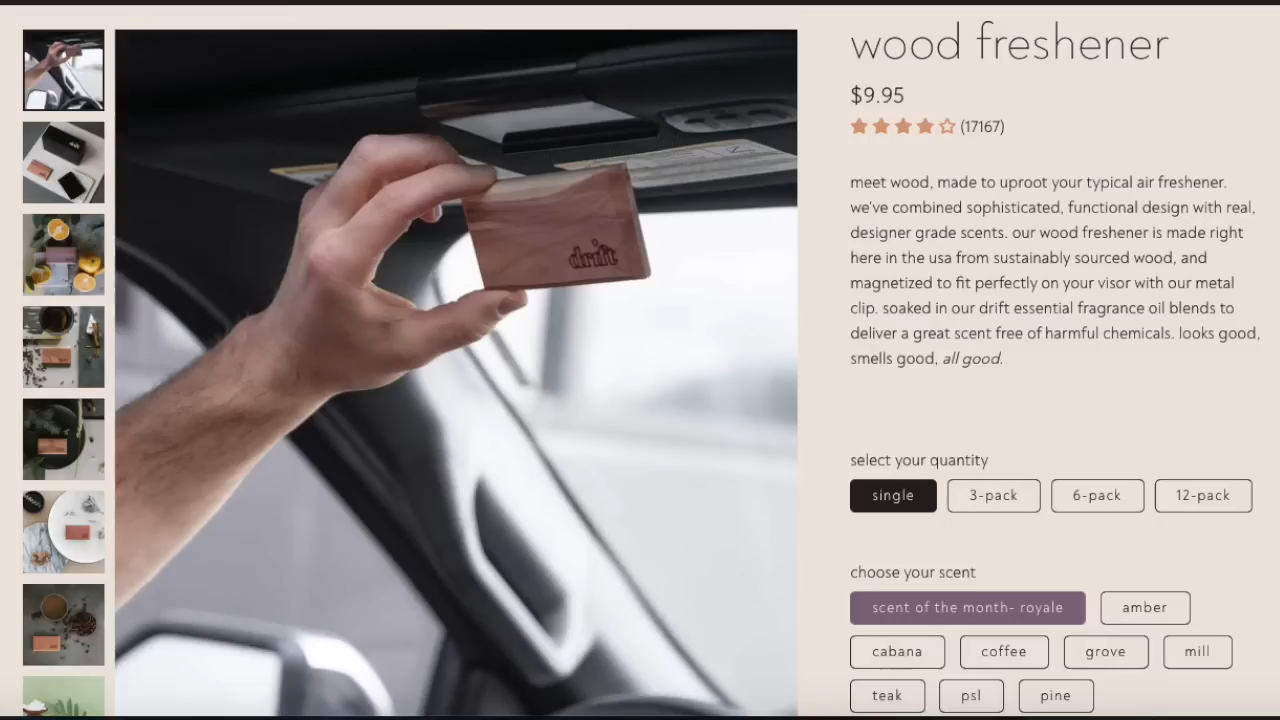 wood freshener
$9.95
(17167)
meet wood, made to uproot your typical air freshener.
we've combined sophisticated, functional design with real,
designer grade scents. our wood freshener is made right
here in the usa from sustainably sourced wood, and
magnetized to fit perfectly on your visor with our metal
clip. soaked in our drift essential fragrance oil blends to
deliver a great scent free of harmful chemicals. looks good,
smells good, all good.
select your quantity
single 3-pack 6-pack 12-pack
choose your scent
scent of the month- royale amber
cabana coffee grove mill
teak psl pine
drift